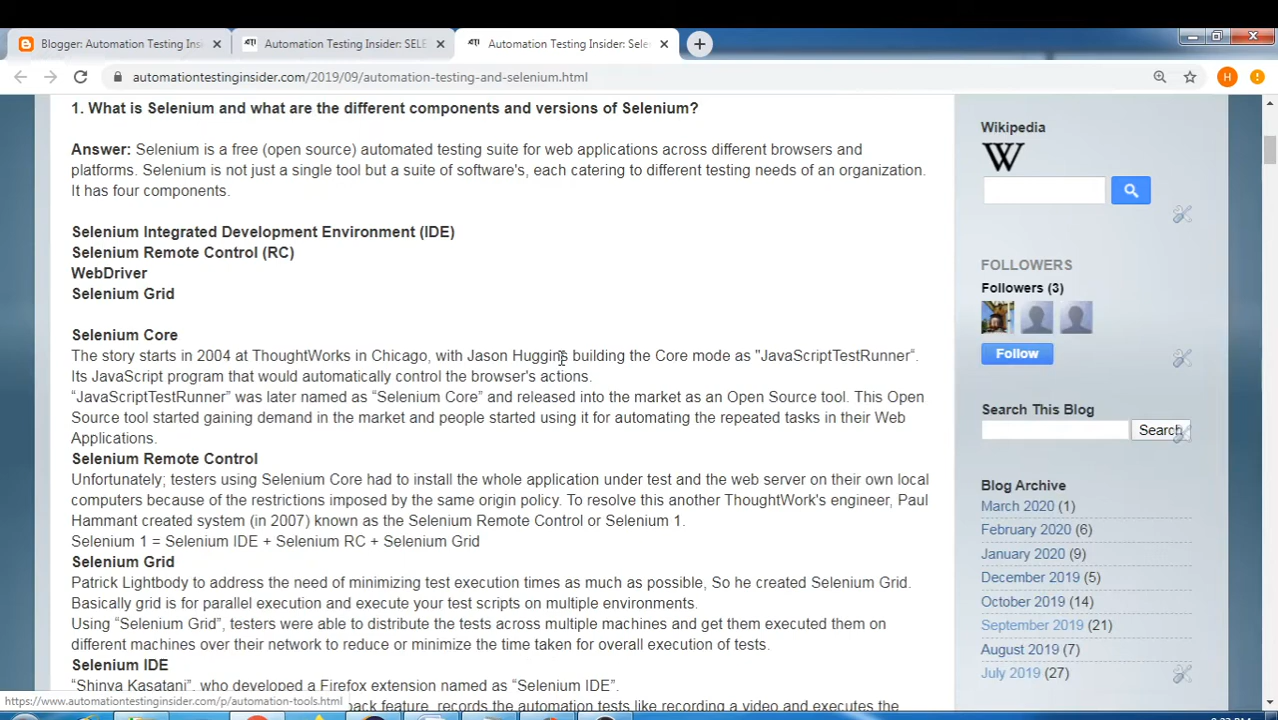 Blogger: Automation Testing Ins
Automation Testing Insider: SELE
Automation Testing Insider: Sele
automationtestinginsider.com/2019/09/automation-testing-and-selenium.html
H
1. What is Selenium and what are the different components and versions of Selenium?
Answer: Selenium is a free (open source) automated testing suite for web applications across different browsers and
platforms. Selenium is not just a single tool but a suite of software's, each catering to different testing needs of an organization.
It has four components.
Selenium Integrated Development Environment (IDE)
Selenium Remote Control (RC)
WebDriver
Selenium Grid
Selenium Core
The story starts in 2004 at ThoughtWorks in Chicago, with Jason Huggins building the Core mode as "JavaScriptTestRunner“.
Its JavaScript program that would automatically control the browser's actions.
“JavaScriptTestRunner” was later named as “Selenium Core” and released into the market as an Open Source tool. This Open
Source tool started gaining demand in the market and people started using it for automating the repeated tasks in their Web
Applications.
Selenium Remote Control
Unfortunately; testers using Selenium Core had to install the whole application under test and the web server on their own local
computers because of the restrictions imposed by the same origin policy. To resolve this another ThoughtWork's engineer, Paul
Hammant created system (in 2007) known as the Selenium Remote Control or Selenium 1.
Selenium 1 = Selenium IDE + Selenium RC + Selenium Grid
Selenium Grid
Patrick Lightbody to address the need of minimizing test execution times as much as possible, So he created Selenium Grid.
Basically grid is for parallel execution and execute your test scripts on multiple environments.
Using “Selenium Grid”, testers were able to distribute the tests across multiple machines and get them executed them on
different machines over their network to reduce or minimize the time taken for overall execution of tests.
Selenium IDE
“Shinya Kasatani”, who developed a Firefox extension named as “Selenium IDE”.
back feature, records the automation tests like recording a video and executes the
https://www.automationtestinginsider.com/p/automation-tools.html
Wikipedia
W
FOLLOWERS
Followers (3)
Follow
Search This Blog
Search
Blog Archive
March 2020 (1)
February 2020 (6)
January 2020 (9)
December 2019 (5)
October 2019 (14)
September 2019 (21)
August 2019 (7)
July 2019 (27)